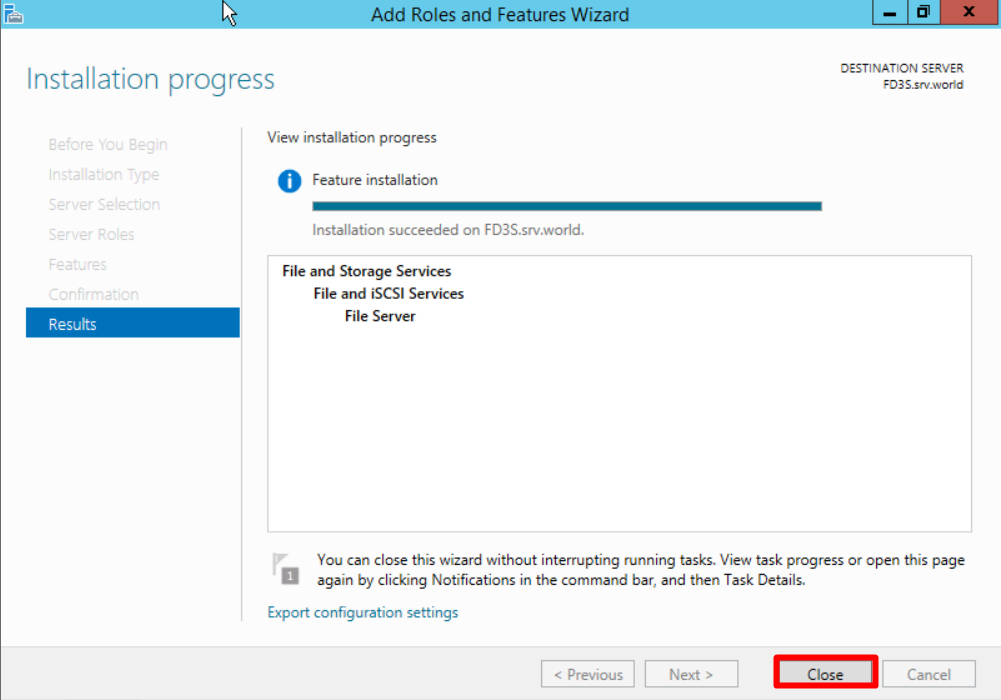 Add Roles and Features Wizard
Installation progress
DESTINATION SERVER
FD3S.srv.world
Before You Begin
Installation Type
Server Selection
Server Roles
Features
Confirmation
Results
View installation progress
Feature installation
Installation succeeded on FD3S.srv.world.
File and Storage Services
File and iSCSI Services
File Server
1
You can close this wizard without interrupting running tasks. View task progress or open this page
again by clicking Notifications in the command bar, and then Task Details.
Export configuration settings
< Previous
Next >
Close
Cancel